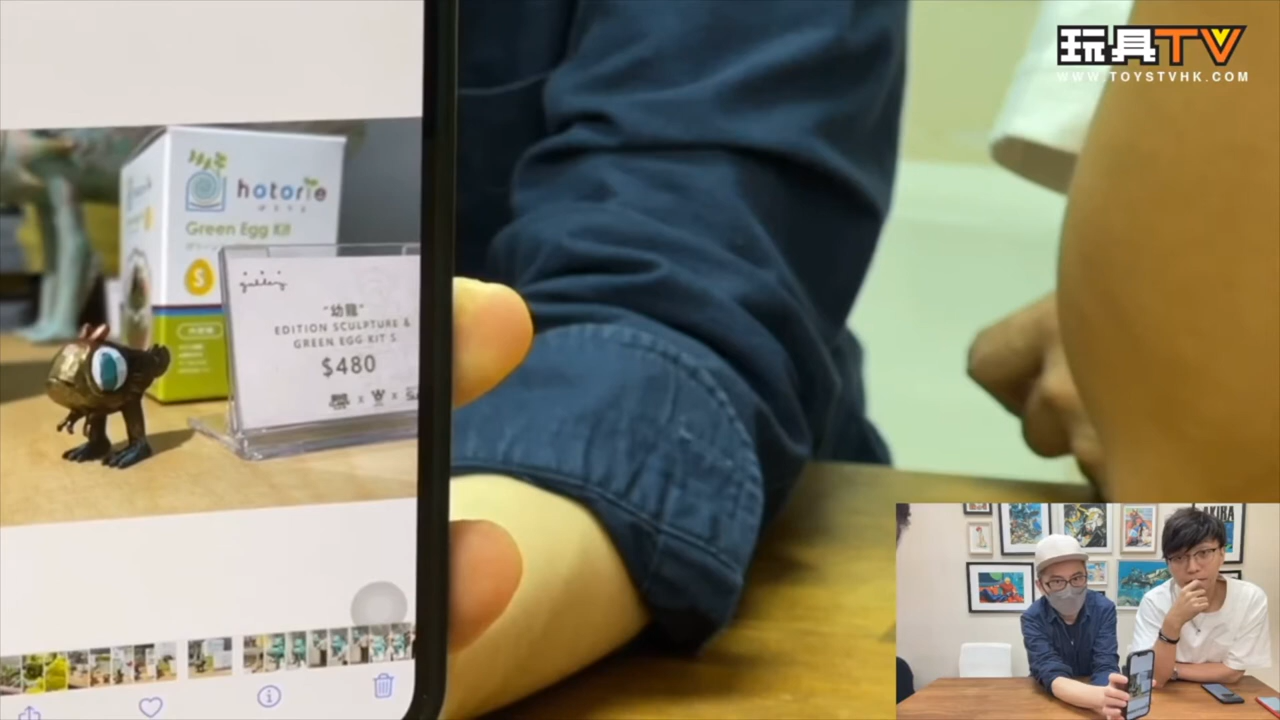 玩具TV
WWW.TOYSTVHK.COM
hotorie
Green Egg Kit
S
"幼龍"
EDITION SCULPTURE &
GREEN EGG KIT S
$480
AKIRA